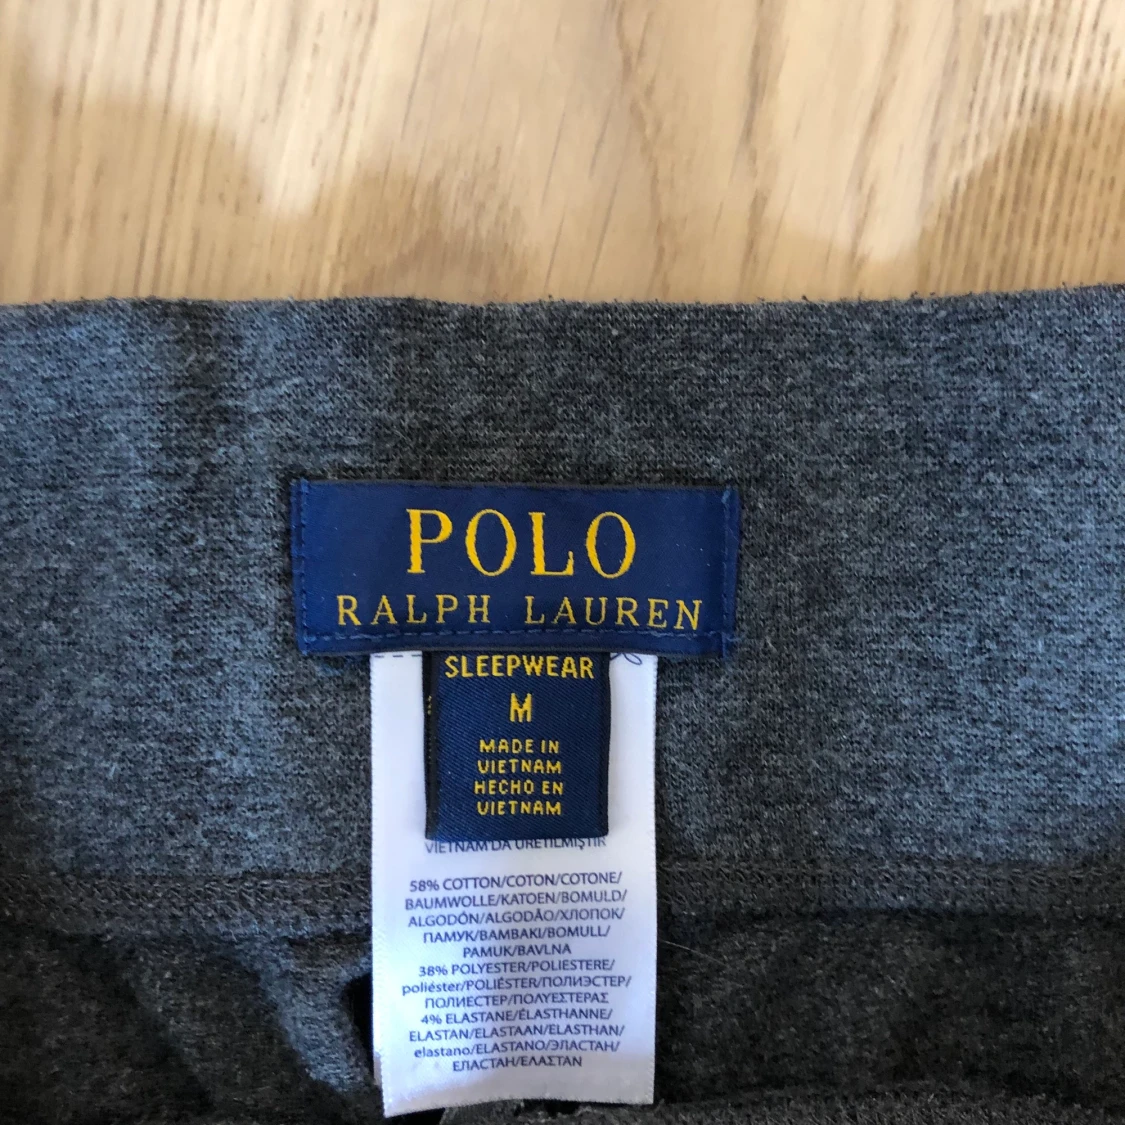 POLO
RALPH LAUREN
SLEEPWEAR
M
MADE IN
VIETNAM
HECHO EN
VIETNAM
VIETNAM'DA ÜRETILMIŞTIR
58% COTTON/COTON/COTONE/
BAUMWOLLE/KATOEN/BOMULD/
ALGODÓN/ALGODÃO/ХЛОПОК/
ПАМУК/BAMBAKI/BOMULL/
PAMUK/BAVLNA
38% POLYESTER/POLIESTERE/
poliéster/POLIÉSTER/ПОЛИЭСТЕР/
ПОЛИЕСТЕР/ΠΟΛΥΕΣΤΕΡΑΣ
4% ELASTANE/ÉLASTHANNE/
ELASTAN/ELASTAAN/ELASTHAN/
elastano/ELASTANO/ЭЛАСТАН/
ЕЛАСТАН/ΕΛΑΣΤΑΝ